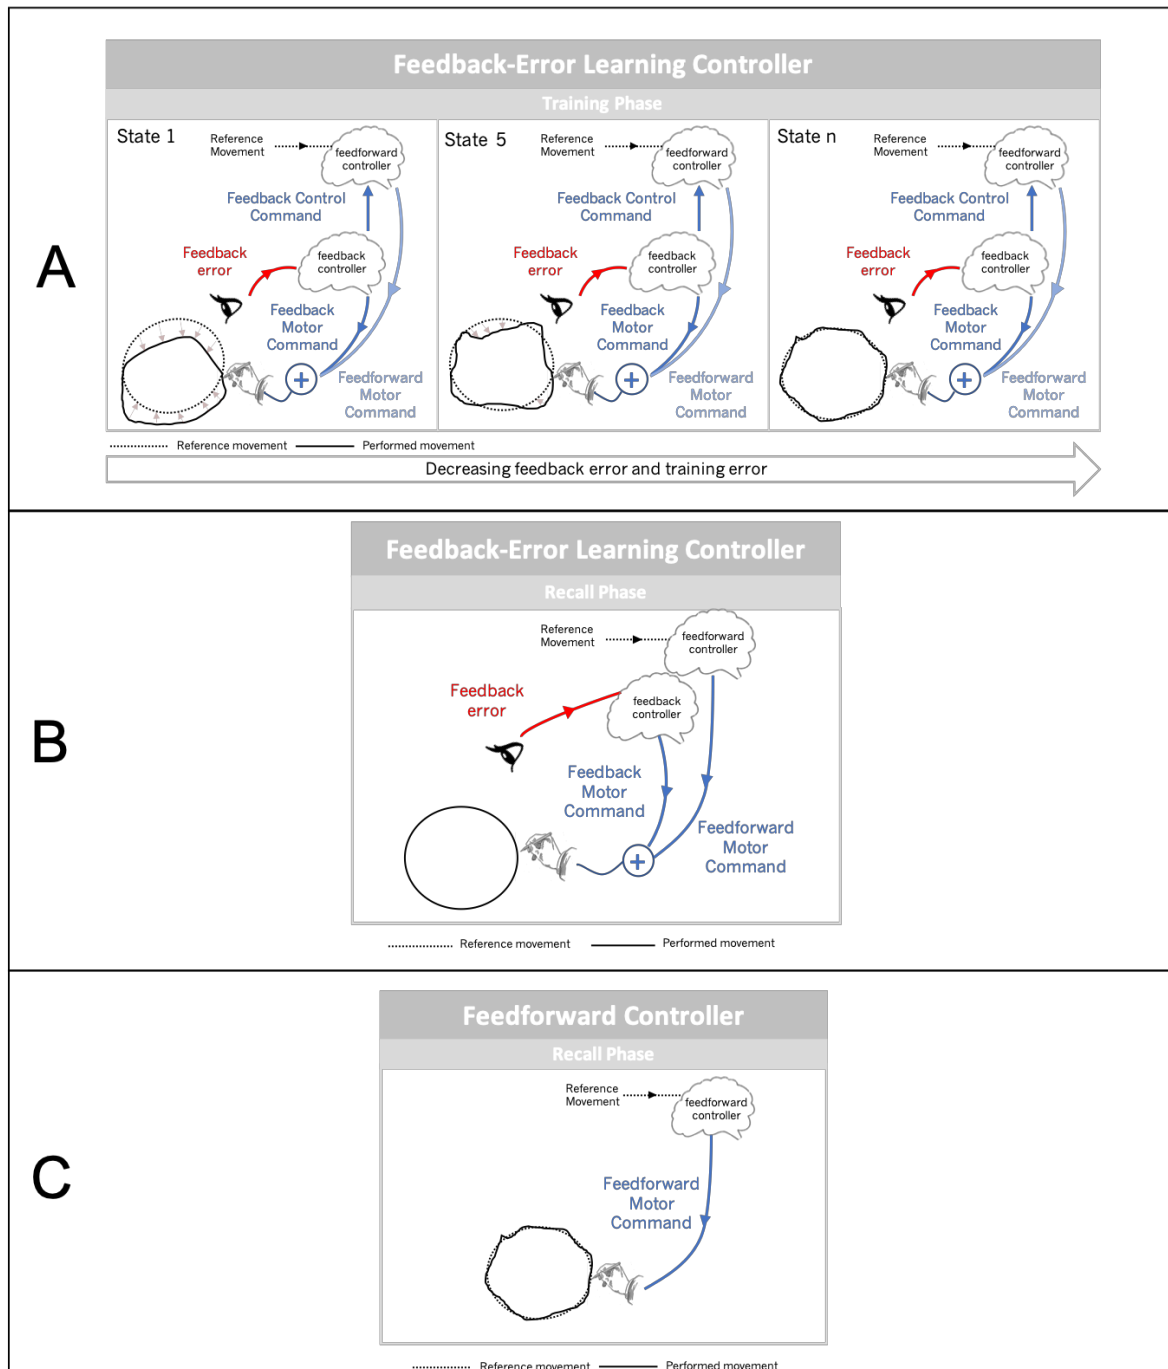 A
Feedback-Error Learning Controller
Training Phase
State 1
Reference
Movement
feedforward
controller
Feedback Control
Command
Feedback
error
feedback
controller
Feedback
Motor
Command
+
Feedforward
Motor
Command
State 5
Reference
Movement
feedforward
controller
Feedback Control
Command
Feedback
error
feedback
controller
Feedback
Motor
Command
+
Feedforward
Motor
Command
State n
Reference
Movement
feedforward
controller
Feedback Control
Command
Feedback
error
feedback
controller
Feedback
Motor
Command
+
Feedforward
Motor
Command
Reference movement Performed movement
Decreasing feedback error and training error
B
Feedback-Error Learning Controller
Recall Phase
Reference
Movement
feedforward
controller
Feedback
error
feedback
controller
Feedback
Motor
Command
Feedforward
Motor
Command
+
Reference movement Performed movement
C
Feedforward Controller
Recall Phase
Reference
Movement
feedforward
controller
Feedforward
Motor
Command
Reference movement Performed movement